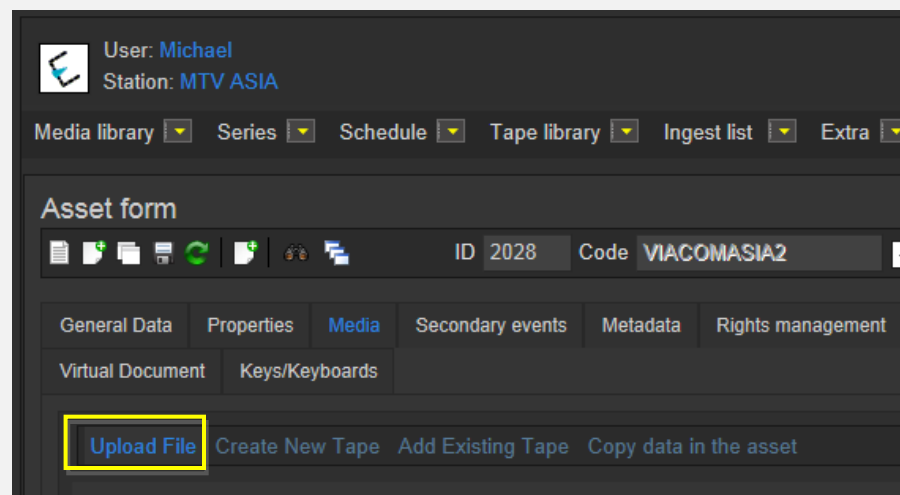 User: Michael
Station: MTV ASIA
Media library Series Schedule Tape library Ingest list Extra
Asset form
ID 2028 Code VIACOMASIA2
General Data Properties Media Secondary events Metadata Rights management
Virtual Document Keys/Keyboards
Upload File Create New Tape Add Existing Tape Copy data in the asset